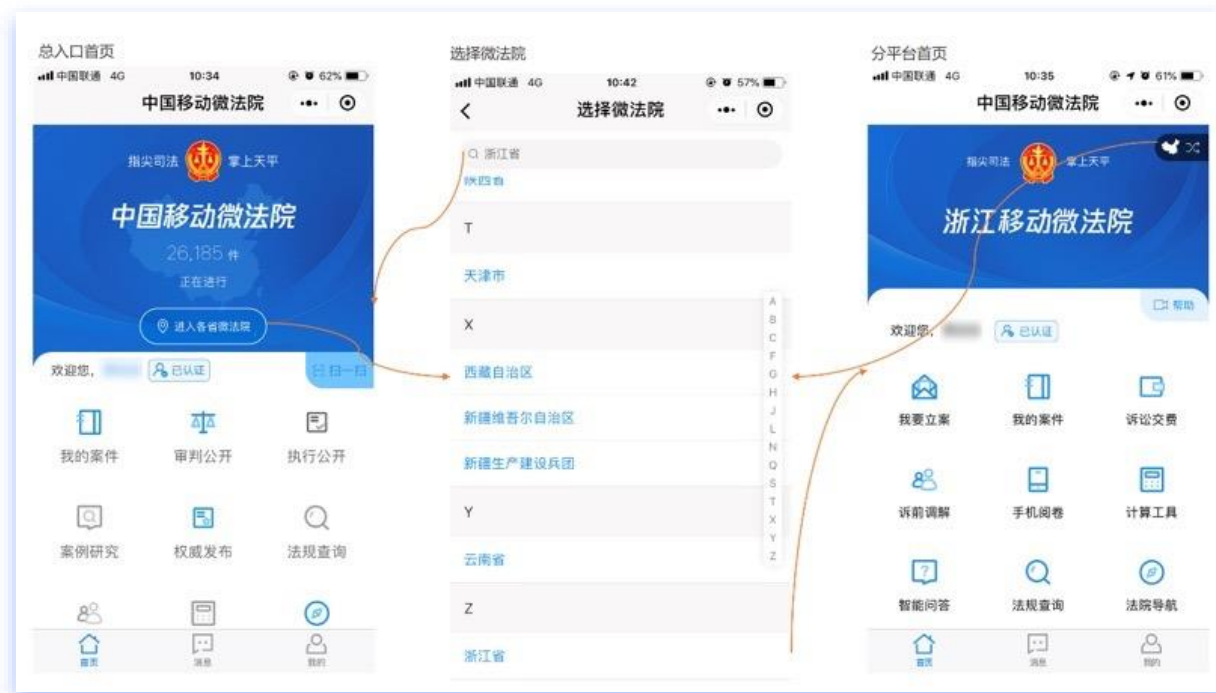 总入口首页
中国联通 4G 10:34 62%
中国移动微法院
指尖司法 掌上天平
中国移动微法院
26,185 件
正在进行
进入各省微法院
欢迎您, 已认证 扫一扫
我的案件 审判公开 执行公开
案例研究 权威发布 法规查询
首页 消息 我的
选择微法院
中国联通 4G 10:42 57%
选择微法院
浙江省
陕西省
T
天津市
X
西藏自治区
新疆维吾尔自治区
新疆生产建设兵团
Y
云南省
Z
浙江省
A
B
C
F
G
H
J
L
N
Q
S
T
X
Y
Z
分平台首页
中国联通 4G 10:35 61%
中国移动微法院
指尖司法 掌上天平
浙江移动微法院
帮助
欢迎您, 已认证
我要立案 我的案件 诉讼交费
诉前调解 手机阅卷 计算工具
智能问答 法规查询 法院导航
首页 消息 我的